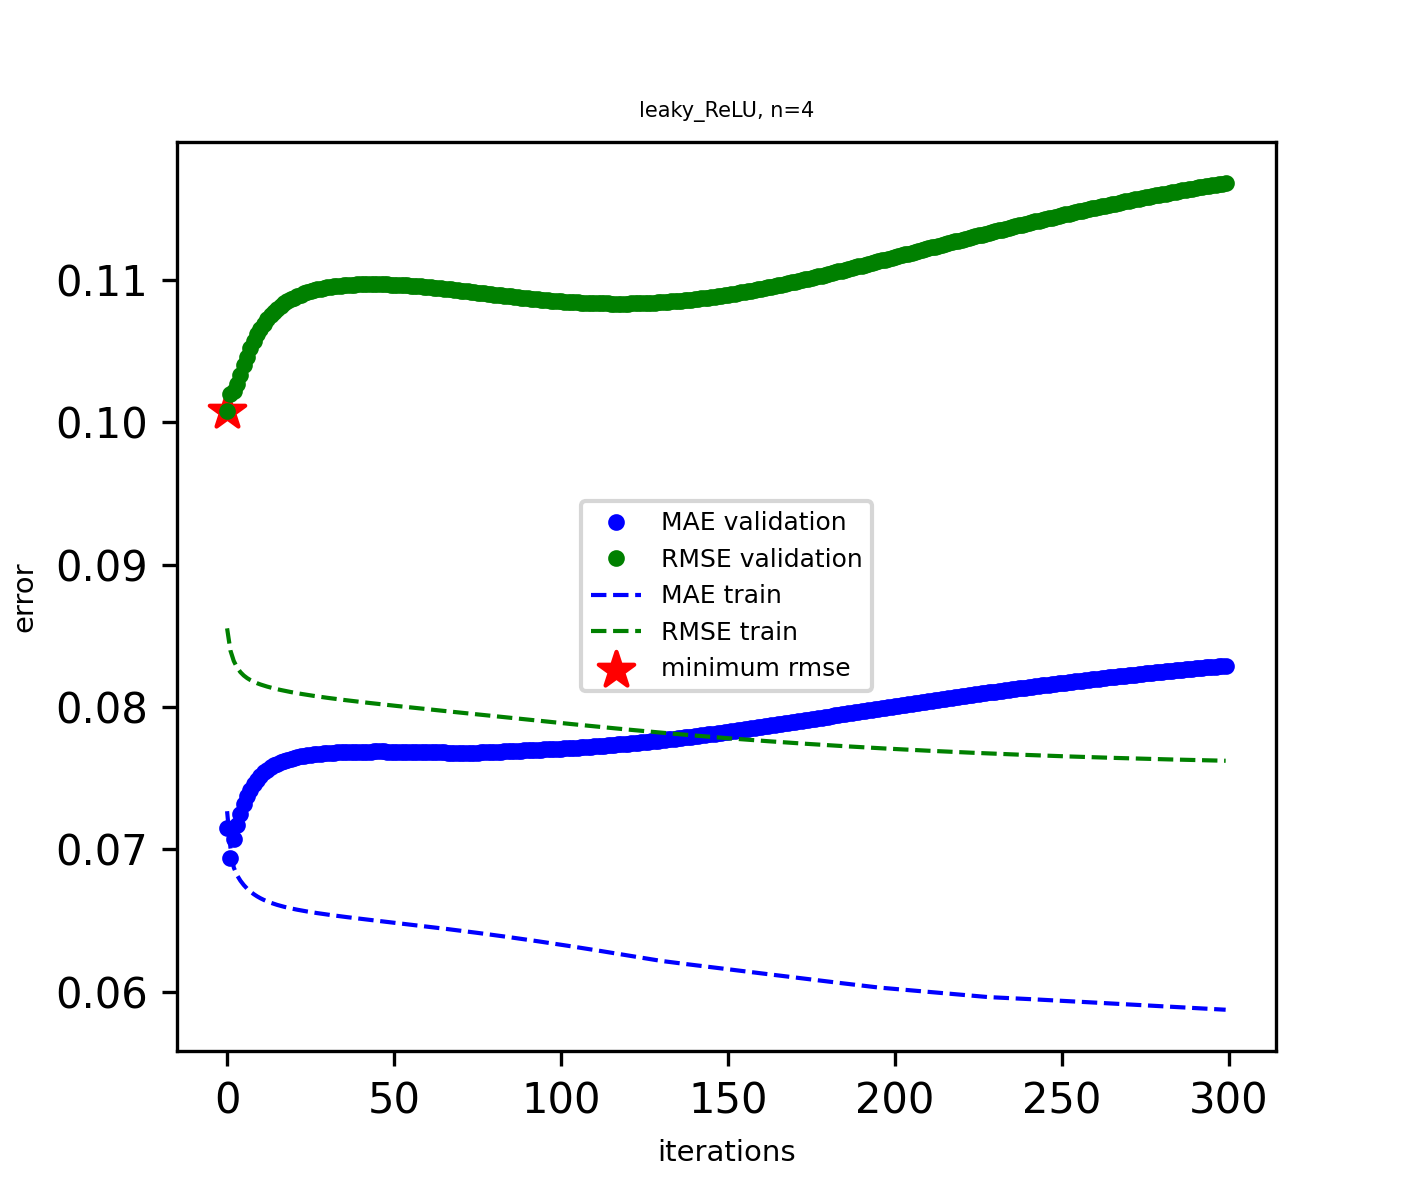 leaky_ReLU, n=4
error
0.11
0.10
0.09
0.08
0.07
0.06
MAE validation
RMSE validation
MAE train
RMSE train
minimum rmse
0 50 100 150 200 250 300
iterations